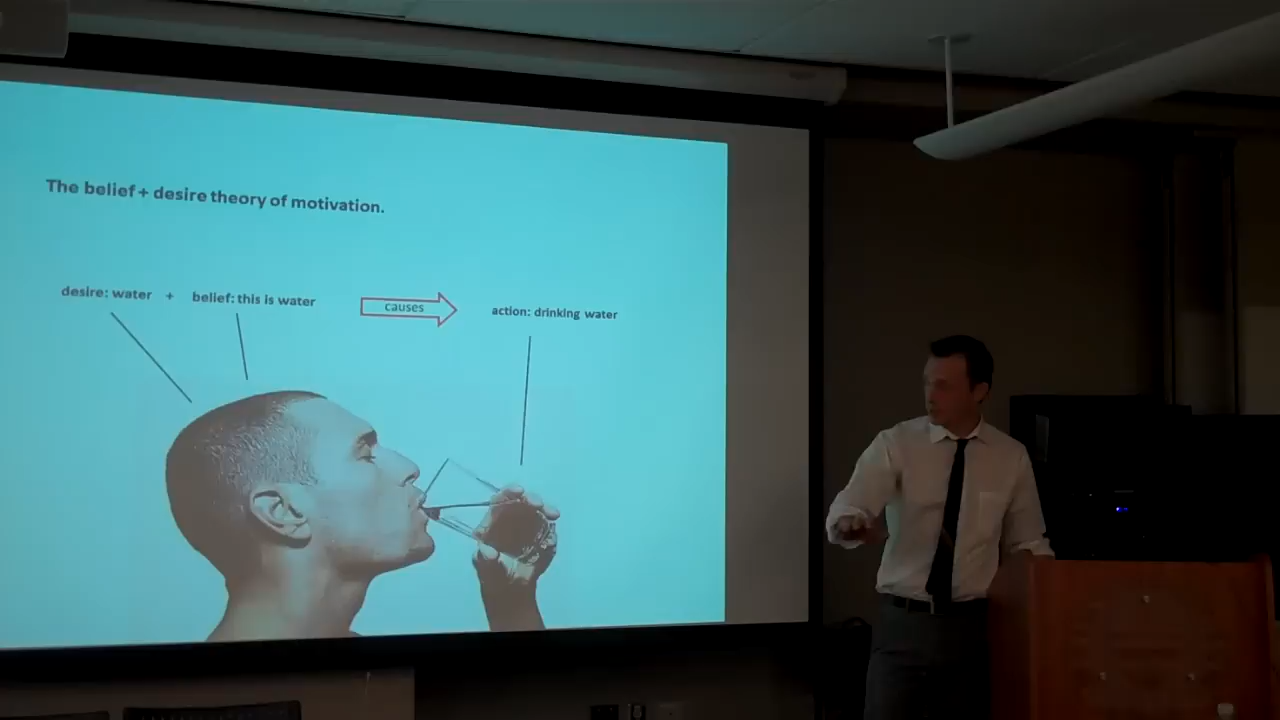 The belief + desire theory of motivation.
desire: water + belief: this is water causes action: drinking water